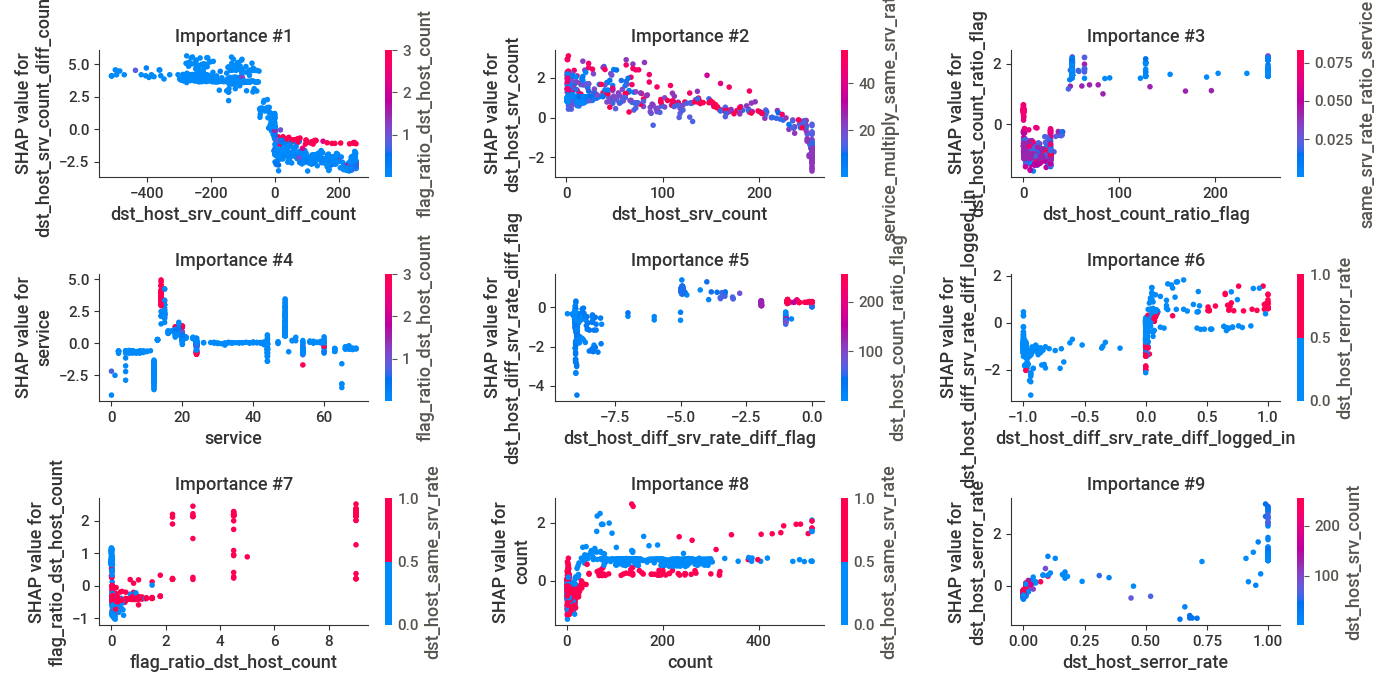 Importance #1
SHAP value for
dst_host_srv_count_diff_count
5.0
2.5
0.0
−2.5
−400
−200
0
200
dst_host_srv_count_diff_count
3
2
1
flag_ratio_dst_host_count
Importance #2
SHAP value for
dst_host_srv_count
2
0
−2
0
100
200
dst_host_srv_count
40
20
service_multiply_same_srv_rat
Importance #3
SHAP value for
dst_host_count_ratio_flag
2
0
0
100
200
dst_host_count_ratio_flag
0.075
0.050
0.025
same_srv_rate_ratio_service
Importance #4
SHAP value for
service
5.0
2.5
0.0
−2.5
0
20
40
60
service
3
2
1
flag_ratio_dst_host_count
Importance #5
SHAP value for
dst_host_diff_srv_rate_diff_flag
0
−2
−4
−7.5
−5.0
−2.5
0.0
dst_host_diff_srv_rate_diff_flag
200
100
dst_host_count_ratio_flag
Importance #6
SHAP value for
dst_host_diff_srv_rate_diff_logged_in
2
0
−2
−1.0
−0.5
0.0
0.5
1.0
dst_host_diff_srv_rate_diff_logged_in
1.0
0.5
0.0
dst_host_rerror_rate
Importance #7
SHAP value for
flag_ratio_dst_host_count
2
1
0
−1
0
2
4
6
8
flag_ratio_dst_host_count
1.0
0.5
0.0
dst_host_same_srv_rate
Importance #8
SHAP value for
count
2
0
0
200
400
count
1.0
0.5
0.0
dst_host_same_srv_rate
Importance #9
SHAP value for
dst_host_serror_rate
0
0.00
0.25
0.50
0.75
1.00
dst_host_serror_rate
200
100
dst_host_srv_count